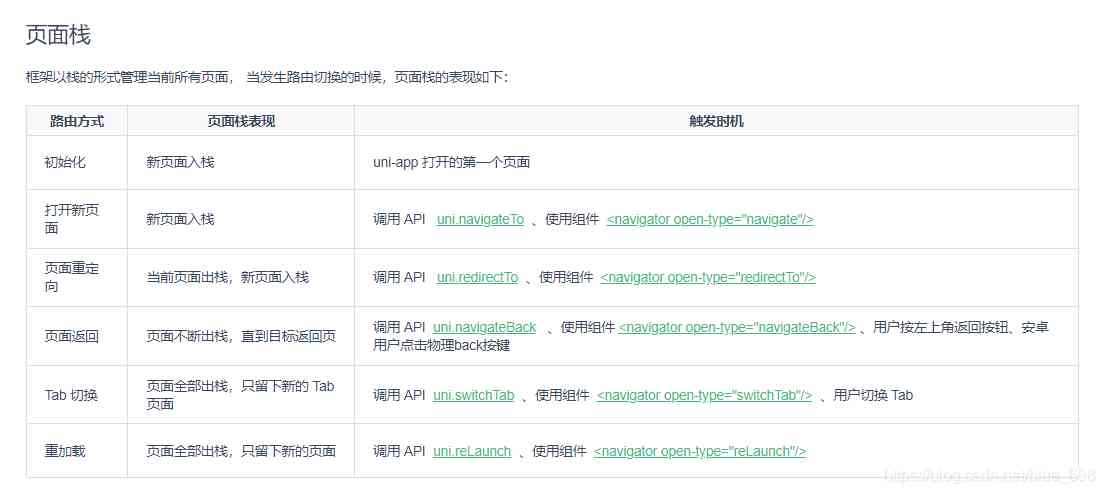 页面栈
框架以栈的形式管理当前所有页面， 当发生路由切换的时候，页面栈的表现如下：
路由方式 页面栈表现 触发时机
初始化 新页面入栈 uni-app 打开的第一个页面
打开新页
面
新页面入栈
调用 API uni.navigateTo 、使用组件 <navigator open-type="navigate"/>
页面重定
向
当前页面出栈，新页面入栈
调用 API uni.redirectTo 、使用组件 <navigator open-type="redirectTo"/>
页面返回
页面不断出栈，直到目标返回页
调用 API uni.navigateBack 、使用组件 <navigator open-type="navigateBack"/> 、用户按左上角返回按钮、安卓
用户点击物理back按键
Tab 切换
页面全部出栈，只留下新的 Tab
页面
调用 API uni.switchTab 、使用组件 <navigator open-type="switchTab"/> 、用户切换 Tab
重加载
页面全部出栈，只留下新的页面
调用 API uni.reLaunch 、使用组件 <navigator open-type="reLaunch"/>